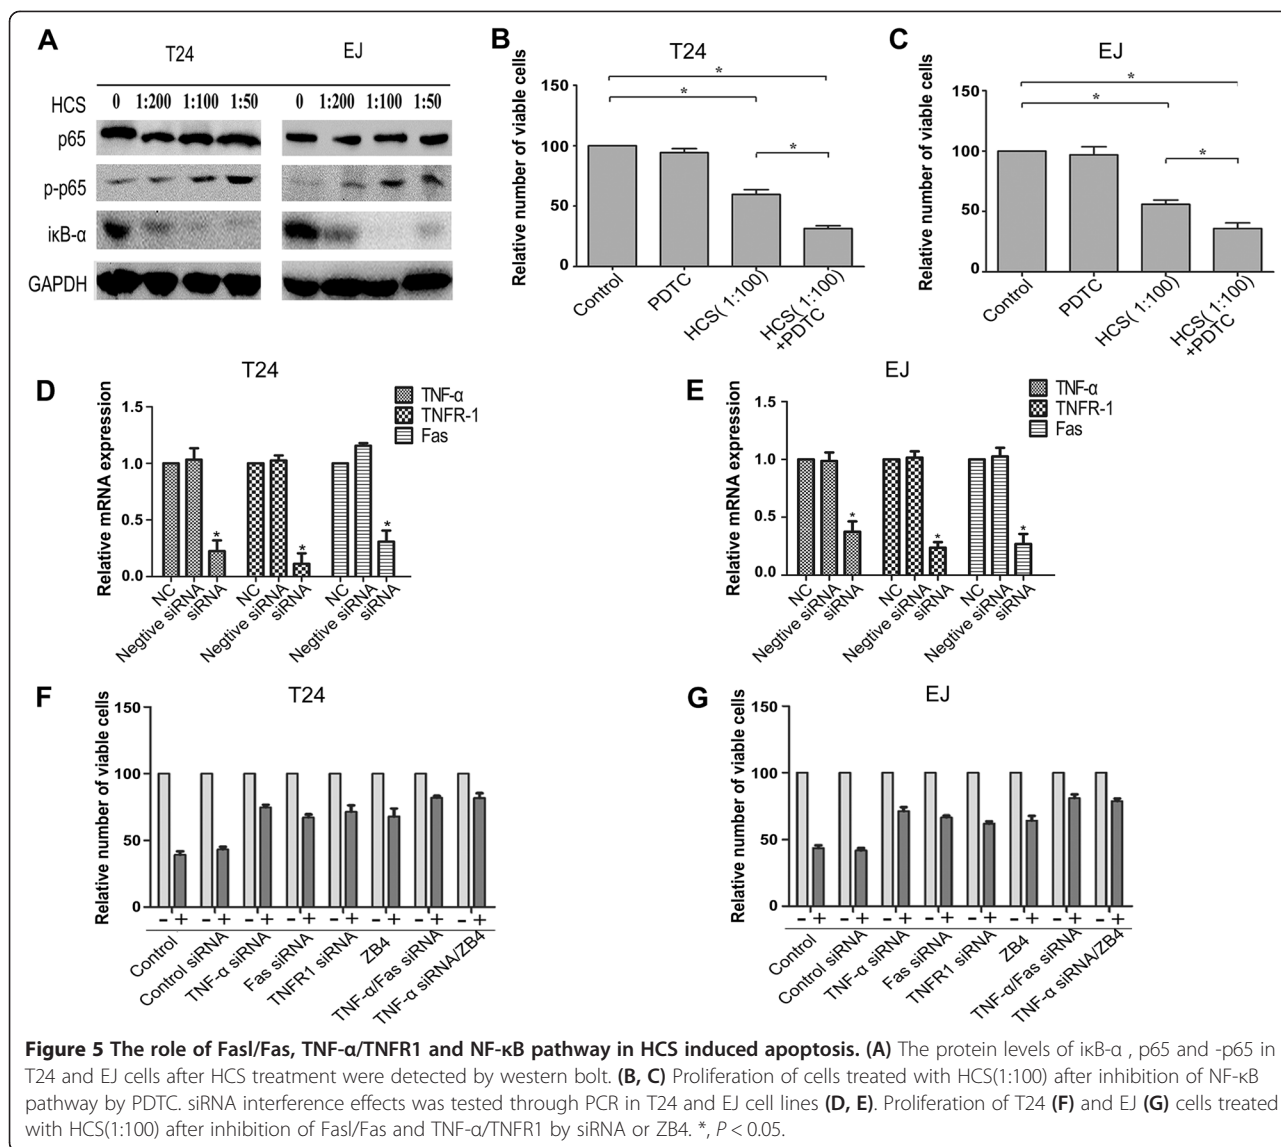 A
T24
EJ
HCS 0 1:200 1:100 1:50 0 1:200 1:100 1:50
p65
p-p65
iκB-α
GAPDH
B
T24
Relative number of viable cells
150
100
50
0
*
*
*
Control
PDTC
HCS( 1:100)
HCS( 1:100)
+PDTC
C
EJ
Relative number of viable cells
150
100
50
0
*
*
*
Control
PDTC
HCS( 1:100)
HCS( 1:100)
+PDTC
D
T24
Relative mRNA expression
1.5
1.0
0.5
0.0
TNF-α
TNFR-1
Fas
*
*
*
NC
Negtive siRNA
siRNA
NC
Negtive siRNA
siRNA
NC
Negtive siRNA
siRNA
E
EJ
Relative mRNA expression
1.5
1.0
0.5
0.0
TNF-α
TNFR-1
Fas
*
*
*
NC
Negtive siRNA
siRNA
NC
Negtive siRNA
siRNA
NC
Negtive siRNA
siRNA
F
T24
Relative number of viable cells
150
100
50
0
- + - + - + - + - + - + - + - +
Control
Control siRNA
TNF-α siRNA
Fas siRNA
TNFR1 siRNA
ZB4
TNF-α/Fas siRNA
TNF-α siRNA/ZB4
G
EJ
Relative number of viable cells
150
100
50
0
- + - + - + - + - + - + - + - +
Control
Control siRNA
TNF-α siRNA
Fas siRNA
TNFR1 siRNA
ZB4
TNF-α/Fas siRNA
TNF-α siRNA/ZB4
Figure 5 The role of Fasl/Fas, TNF-α/TNFR1 and NF-κB pathway in HCS induced apoptosis. (A) The protein levels of iκB-α , p65 and -p65 in
T24 and EJ cells after HCS treatment were detected by western bolt. (B, C) Proliferation of cells treated with HCS(1:100) after inhibition of NF-κB
pathway by PDTC. siRNA interference effects was tested through PCR in T24 and EJ cell lines (D, E). Proliferation of T24 (F) and EJ (G) cells treated
with HCS(1:100) after inhibition of Fasl/Fas and TNF-α/TNFR1 by siRNA or ZB4. *, P < 0.05.